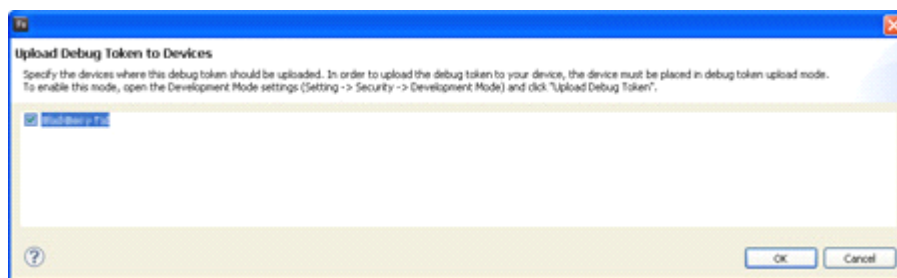 Fx
Upload Debug Token to Devices
Specify the devices where this debug token should be uploaded. In order to upload the debug token to your device, the device must be placed in debug token upload mode.
To enable this mode, open the Development Mode settings (Setting -> Security -> Development Mode) and click "Upload Debug Token".
?
OK
Cancel